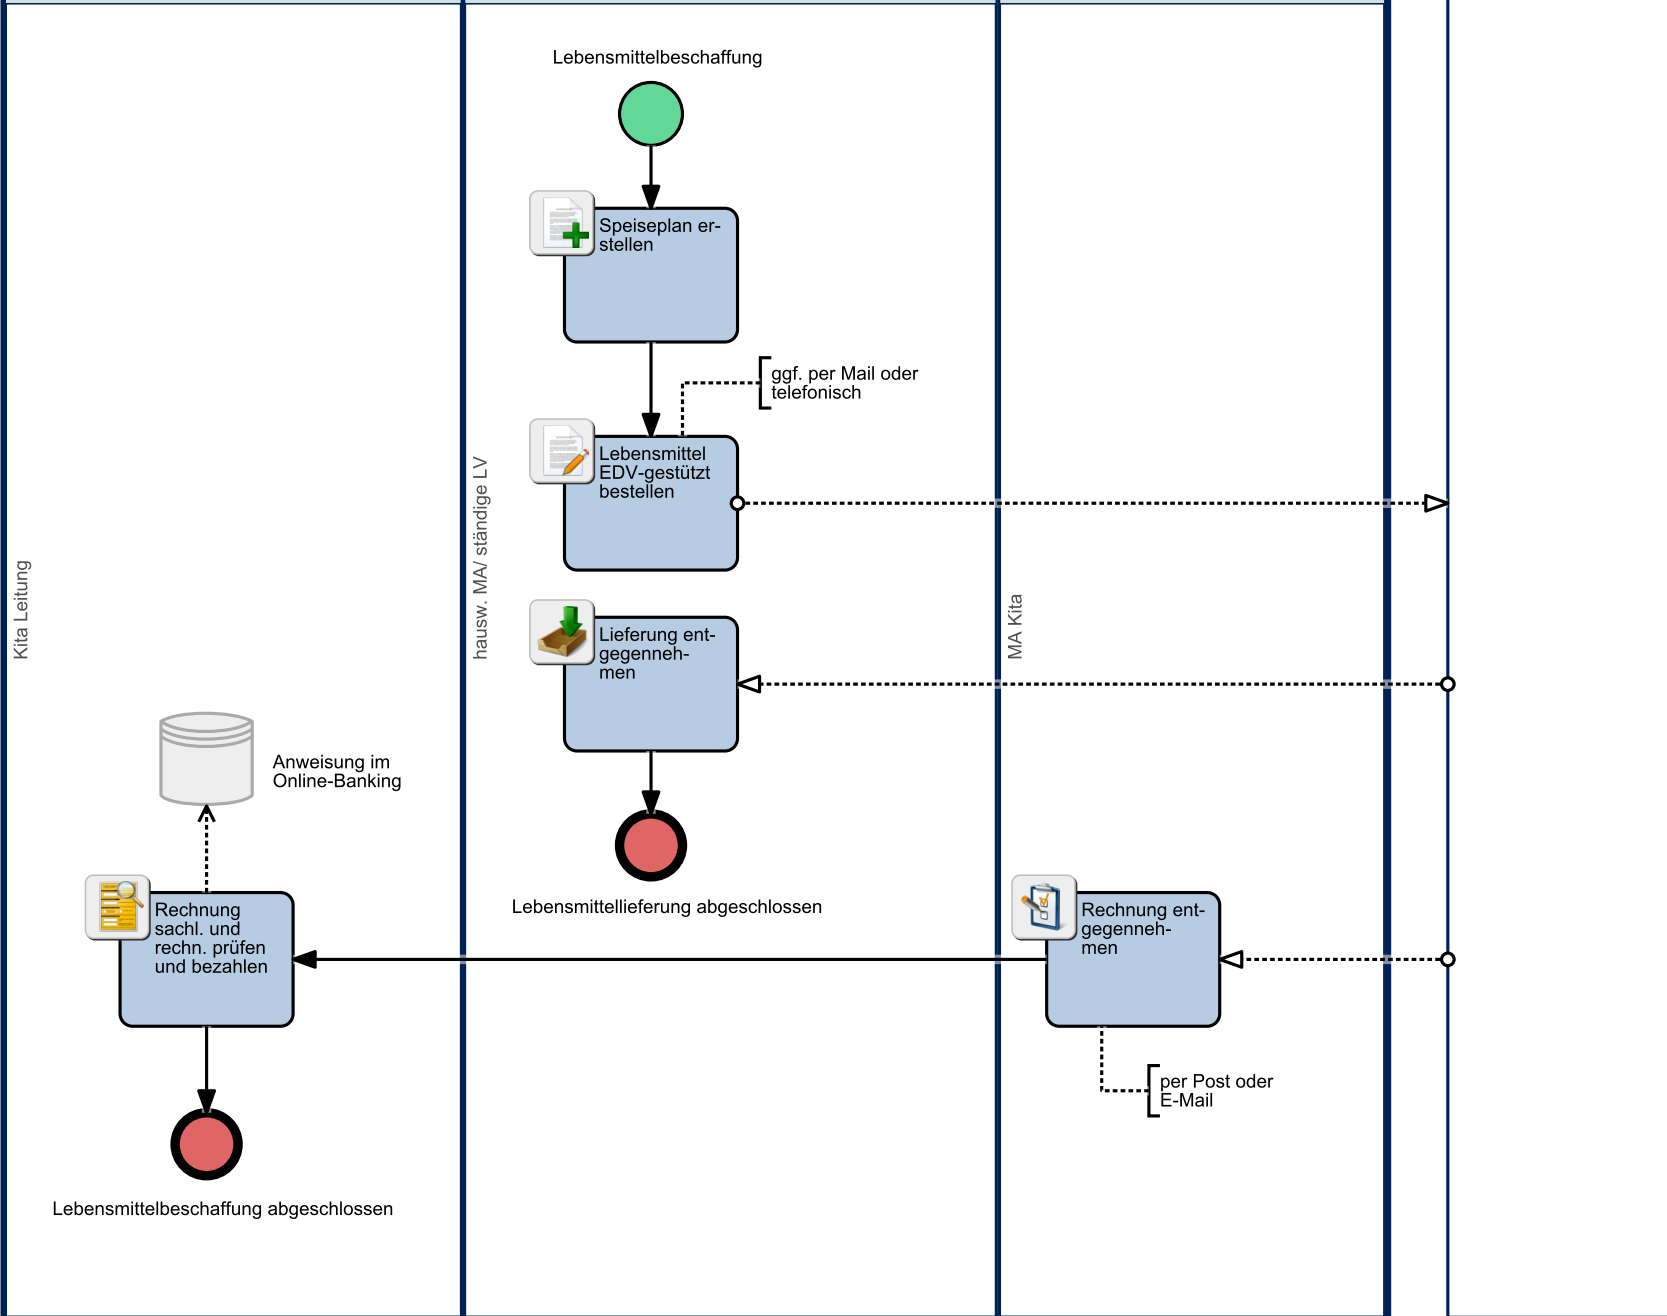 Lebensmittelbeschaffung
Speiseplan er-
stellen
ggf. per Mail oder
telefonisch
Lebensmittel
EDV-gestützt
bestellen
Kita Leitung
hausw. MA/ ständige LV
MA Kita
Lieferung ent-
gegenneh-
men
Anweisung im
Online-Banking
Lebensmittellieferung abgeschlossen
Rechnung
sachl. und
rechn. prüfen
und bezahlen
Rechnung ent-
gegenneh-
men
per Post oder
E-Mail
Lebensmittelbeschaffung abgeschlossen